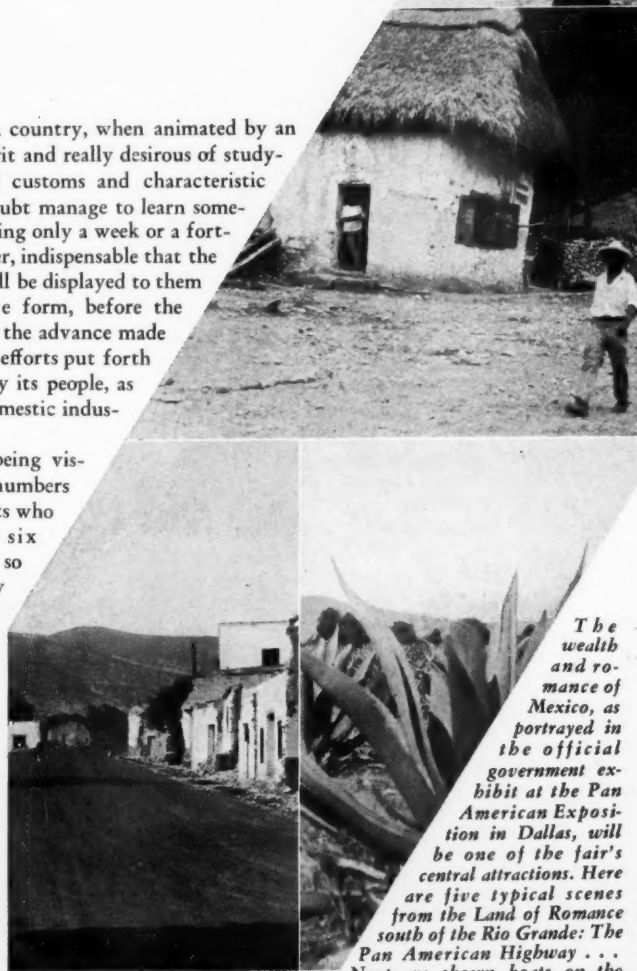 country, when animated by an
it and really desirous of study-
customs and characteristic
ubt manage to learn some-
ing only a week or a fort-
er, indispensable that the
ll be displayed to them
e form, before the
the advance made
efforts put forth
y its people, as
mestic indus-
being vis-
numbers
ts who
six
so
The
wealth
and ro-
mance of
Mexico, as
portrayed in
the official
government ex-
hibit at the Pan
American Exposi-
tion in Dallas, will
be one of the fair's
central attractions. Here
are five typical scenes
from the Land of Romance
south of the Rio Grande: The
Pan American Highway . . .